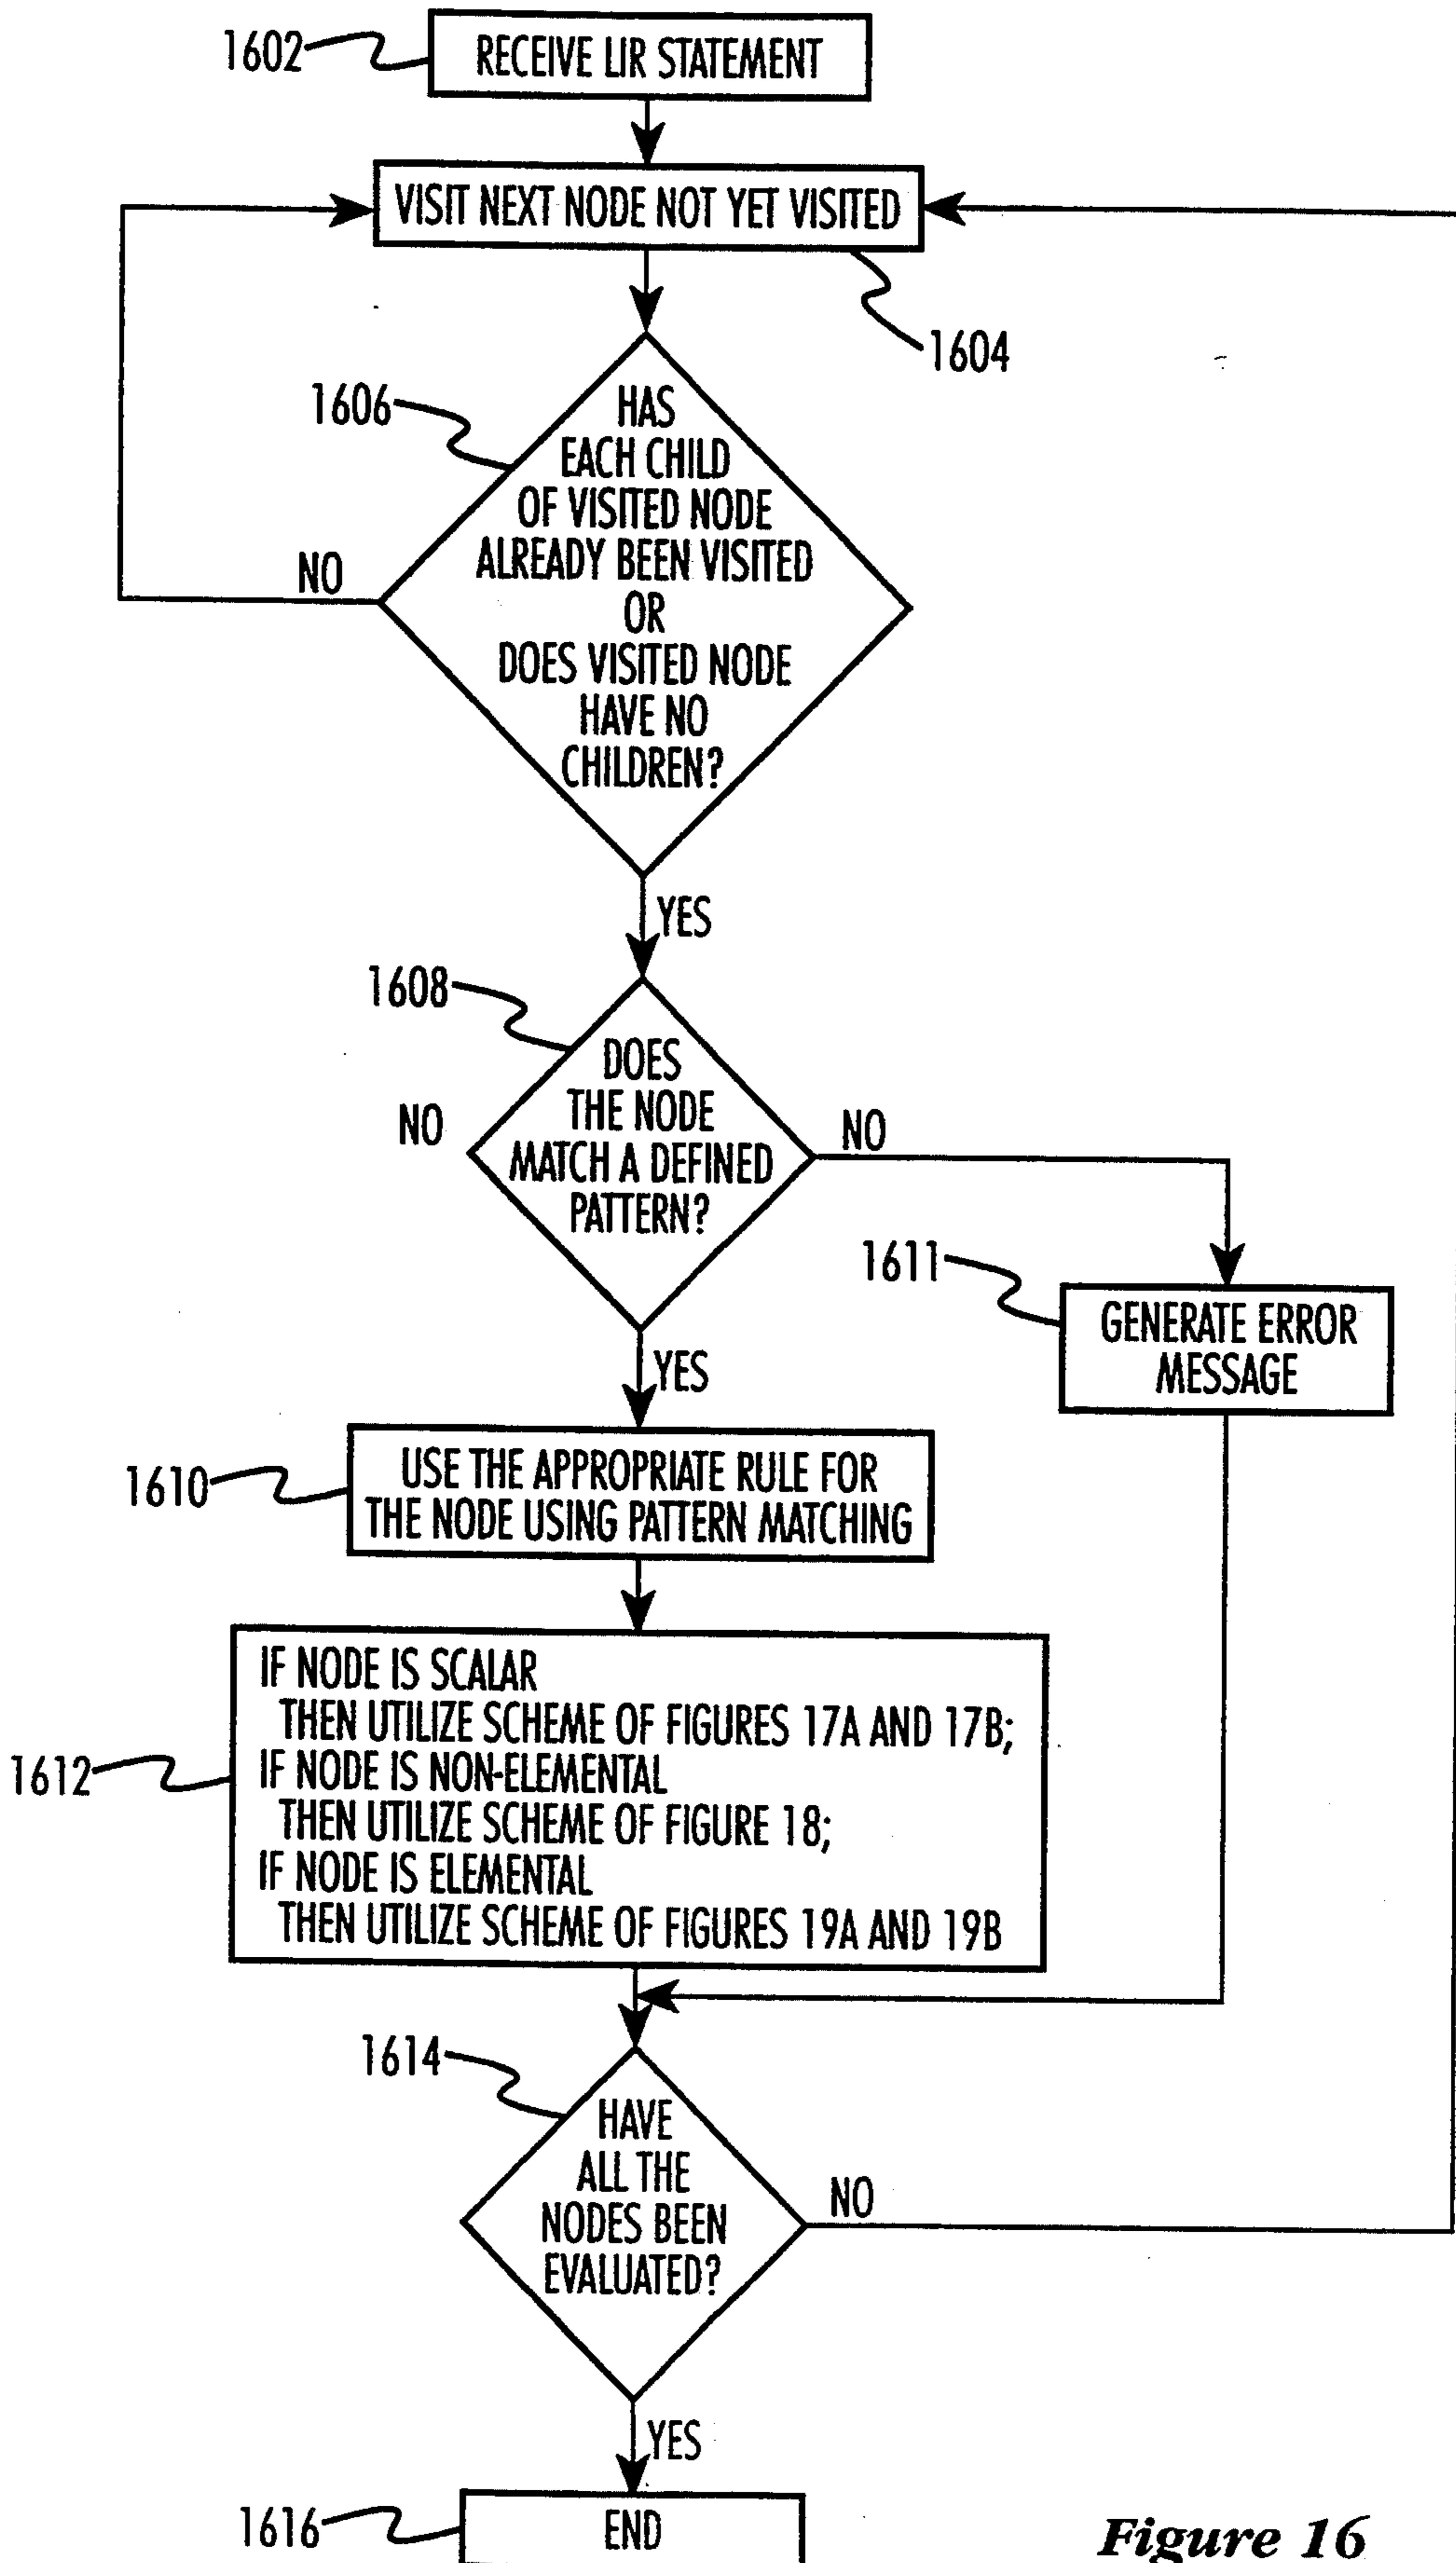 1602
RECEIVE LIR STATEMENT
VISIT NEXT NODE NOT YET VISITED
1604
1606
HAS
EACH CHILD
OF VISITED NODE
ALREADY BEEN VISITED
OR
DOES VISITED NODE
HAVE NO
CHILDREN?
NO
YES
1608
DOES
THE NODE
MATCH A DEFINED
PATTERN?
NO
NO
1611
GENERATE ERROR
MESSAGE
YES
1610
USE THE APPROPRIATE RULE FOR
THE NODE USING PATTERN MATCHING
1612
IF NODE IS SCALAR
THEN UTILIZE SCHEME OF FIGURES 17A AND 17B;
IF NODE IS NON-ELEMENTAL
THEN UTILIZE SCHEME OF FIGURE 18;
IF NODE IS ELEMENTAL
THEN UTILIZE SCHEME OF FIGURES 19A AND 19B
1614
HAVE
ALL THE
NODES BEEN
EVALUATED?
NO
YES
1616
END
Figure 16